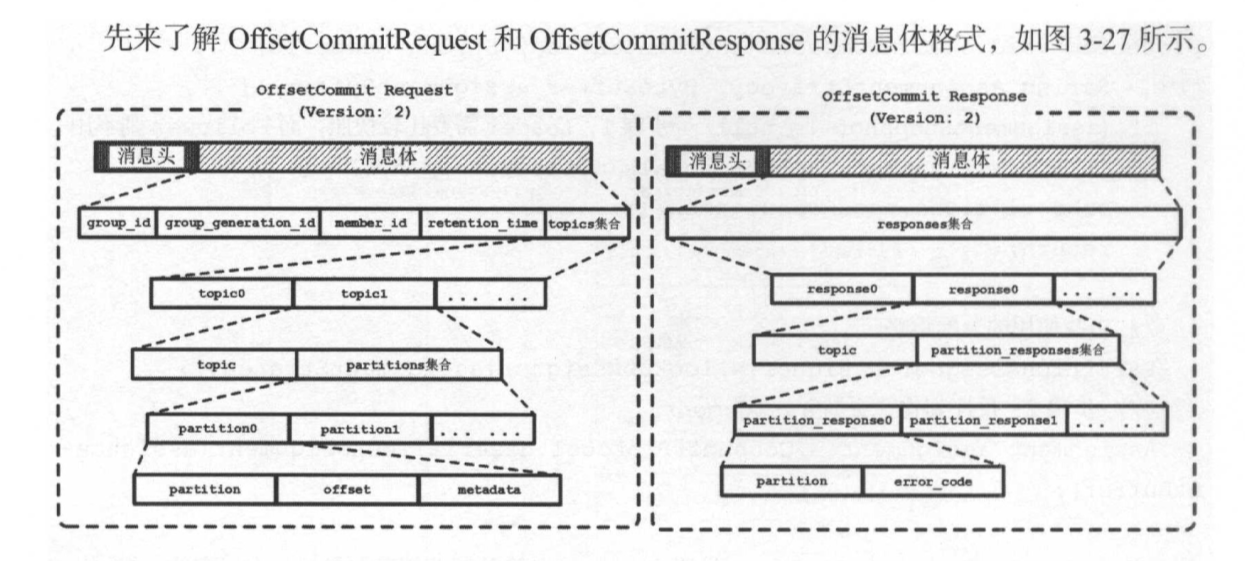 先来了解 OffsetCommitRequest 和 OffsetCommitResponse 的消息体格式，如图 3-27 所示。
OffsetCommit Request
(Version: 2)
消息头 消息体
group_id group_generation_id member_id retention_time topics集合
topic0 topic1 ... ...
topic partitions集合
partition0 partition1 ... ...
partition offset metadata
OffsetCommit Response
(Version: 2)
消息头 消息体
responses集合
response0 response0 ... ...
topic partition_responses集合
partition_response0 partition_response1 ... ...
partition error_code